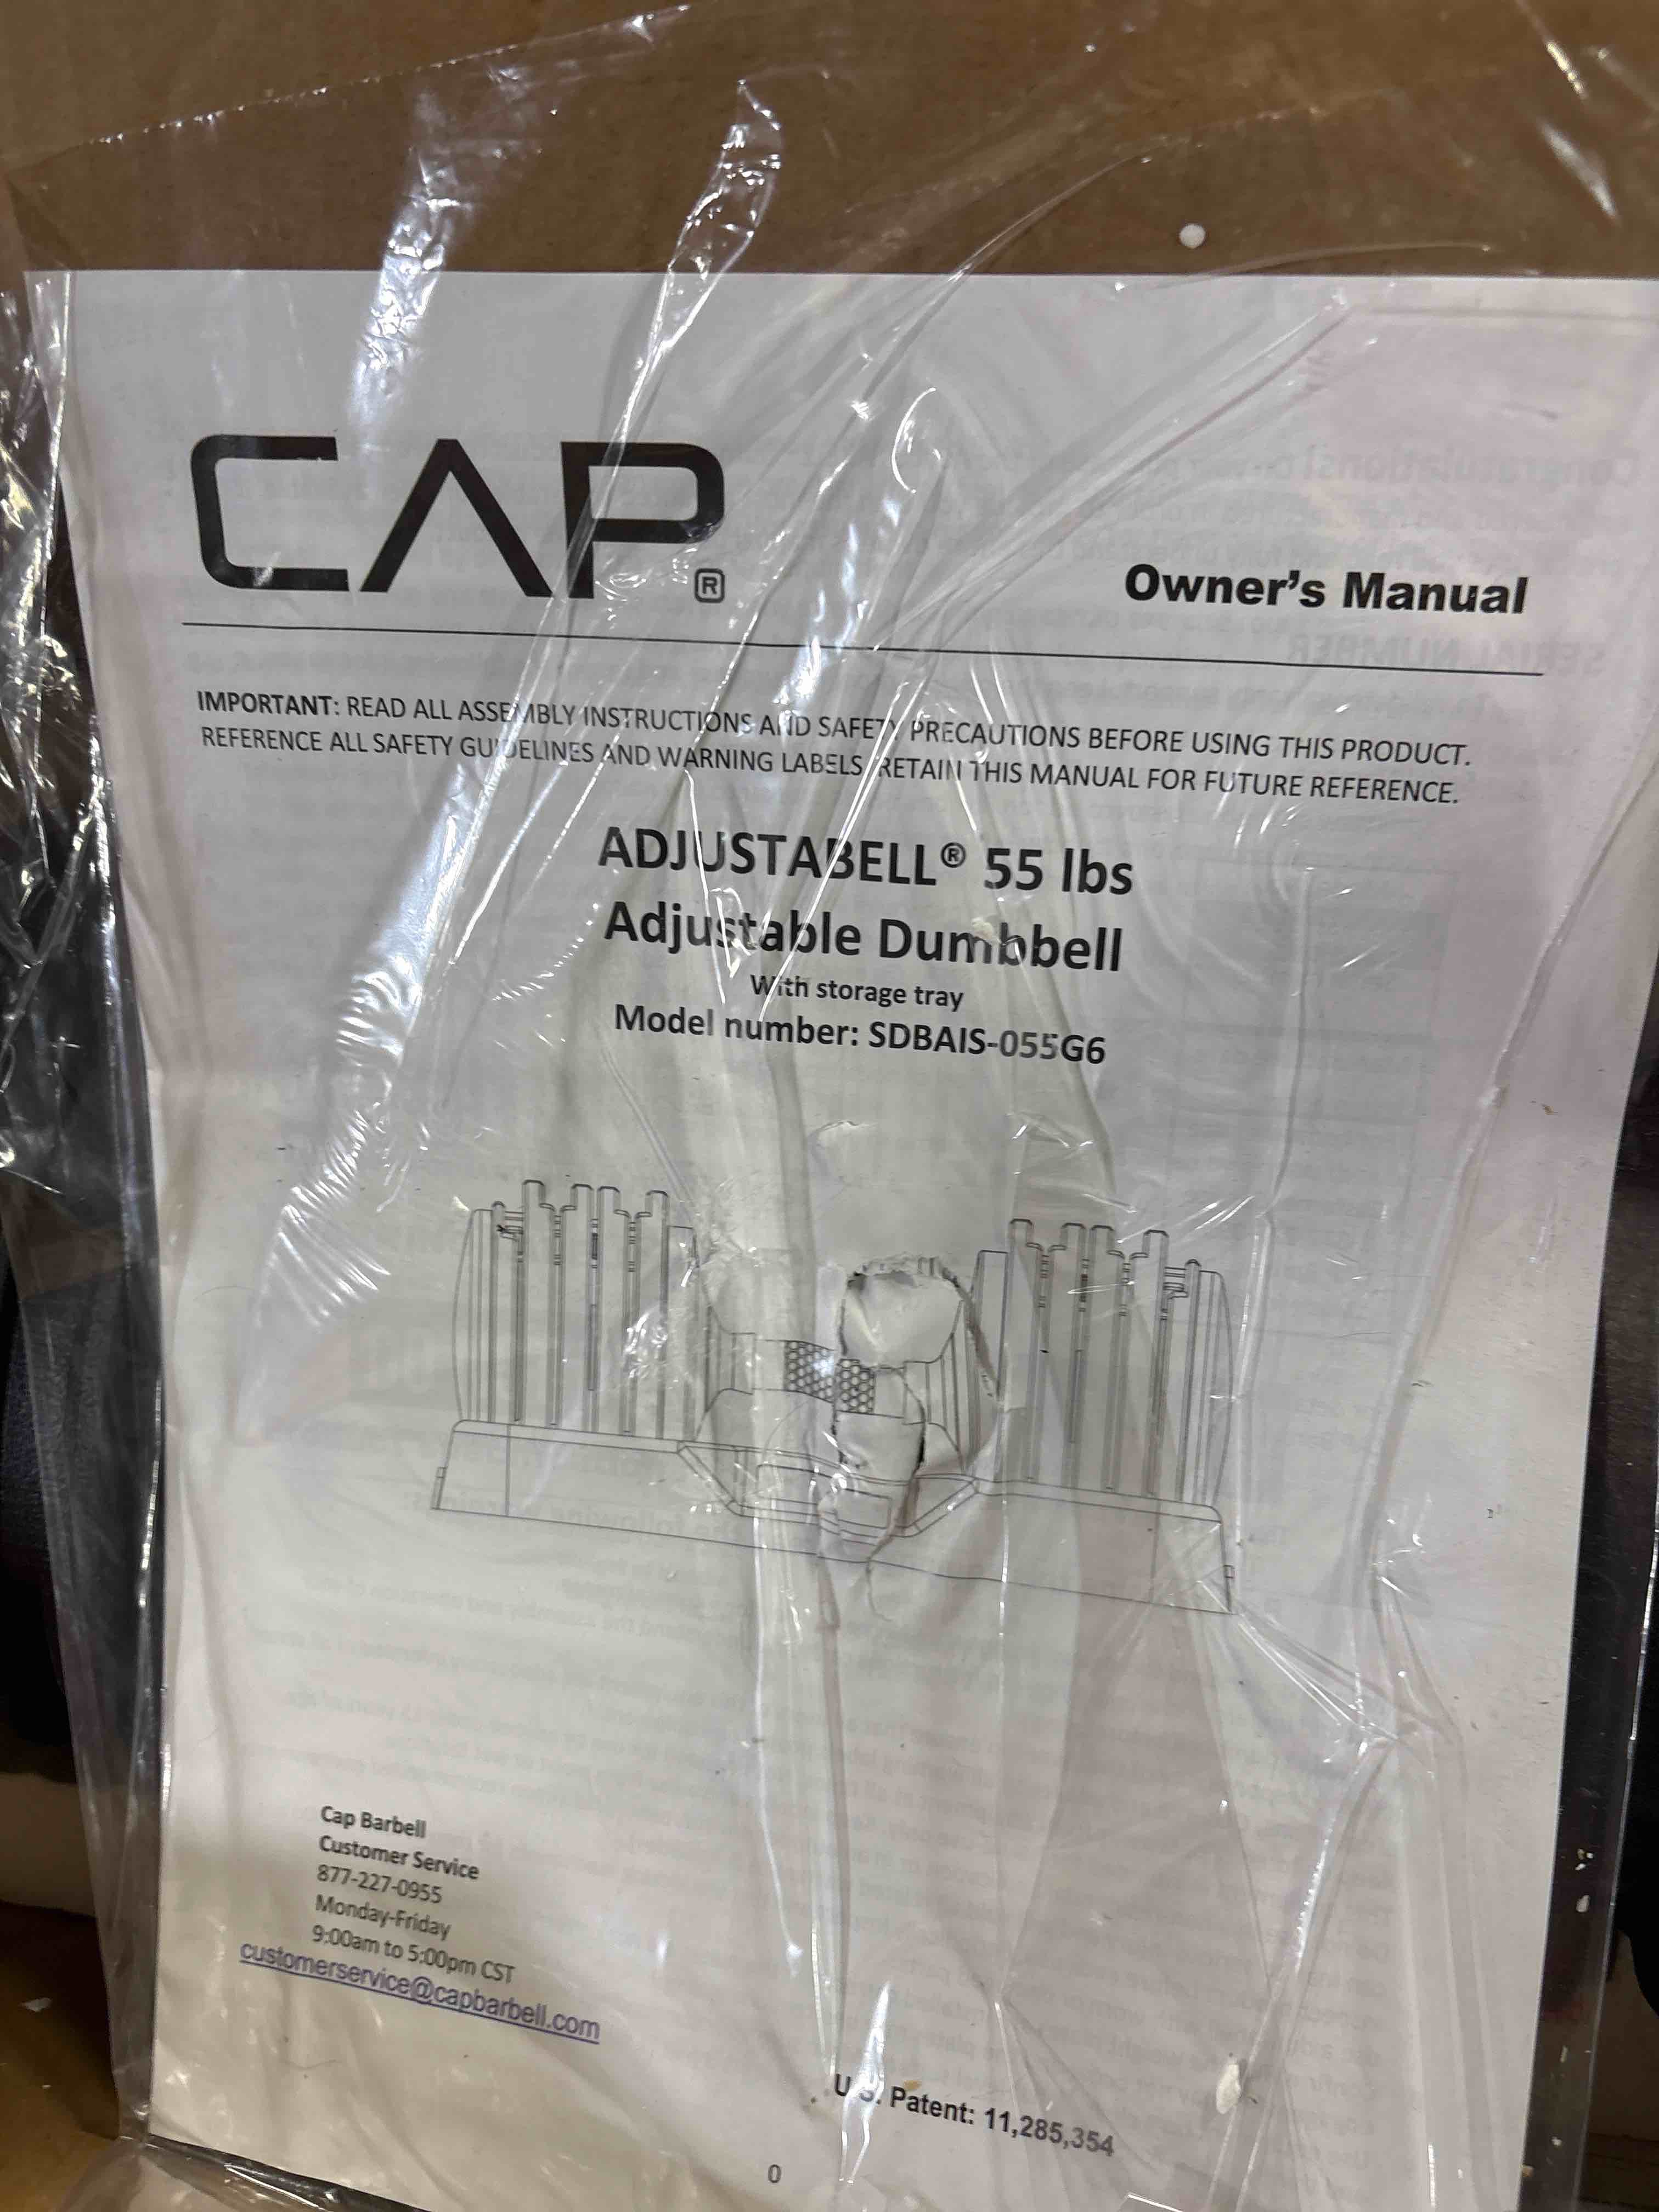 CAP®
Owner's Manual
IMPORTANT: READ ALL ASSEMBLY INSTRUCTIONS AND SAFETY PRECAUTIONS BEFORE USING THIS PRODUCT.
REFERENCE ALL SAFETY GUIDELINES AND WARNING LABELS. RETAIN THIS MANUAL FOR FUTURE REFERENCE.
ADJUSTABELL® 55 lbs
Adjustable Dumbbell
With storage tray
Model number: SDBAIS-055G6
Cap Barbell
Customer Service
877-227-0955
Monday-Friday
9:00am to 5:00pm CST
customerservice@capbarbell.com
U.S. Patent: 11,285,354
0